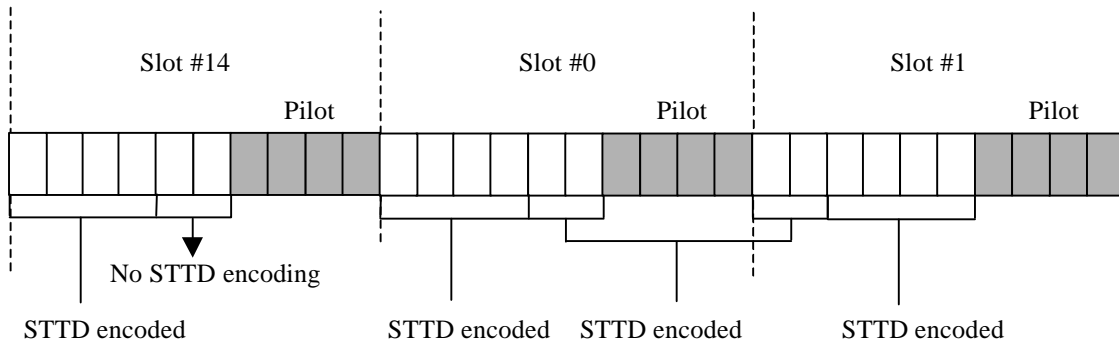 Slot #14 Slot #0 Slot #1
Pilot Pilot Pilot
No STTD encoding
STTD encoded STTD encoded STTD encoded STTD encoded